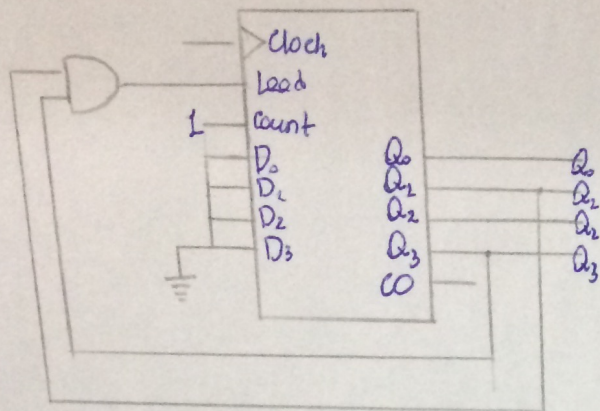 Clock
Load
1 Count
D0 Q0 Q0
D1 Q1 Q1
D2 Q2 Q2
D3 Q3 Q3
CO